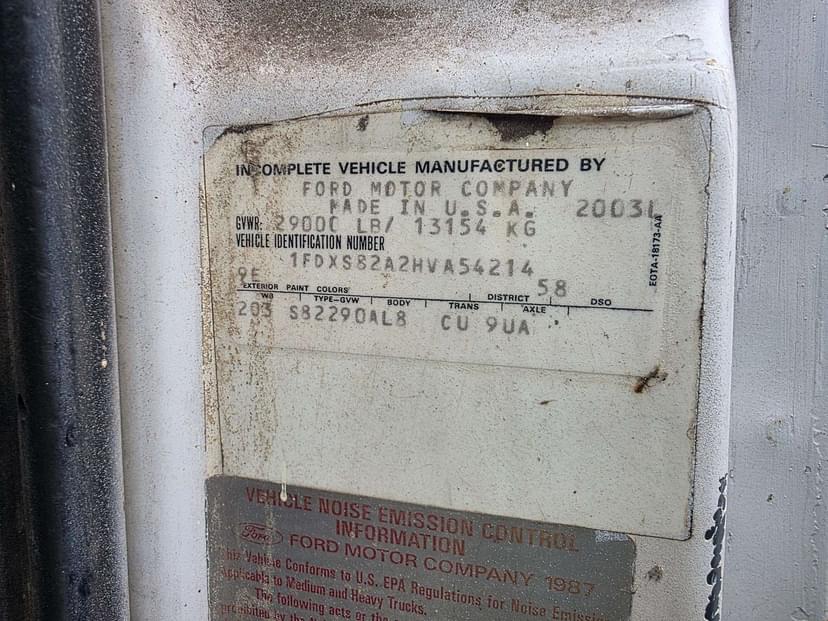 INCOMPLETE VEHICLE MANUFACTURED BY
FORD MOTOR COMPANY
MADE IN U.S.A. 2003L
GVWR: 29000 LB/ 13154 KG
VEHICLE IDENTIFICATION NUMBER
1FDXS82A2HVA54214
9E 58
EXTERIOR PAINT COLORS DISTRICT DSO
WB TYPE-GVW BODY TRANS AXLE
203 S82290AL8 CU 9UA
EOTA-18173-AA
VEHICLE NOISE EMISSION CONTROL
INFORMATION
Ford FORD MOTOR COMPANY 1987
This Vehicle Conforms to U.S. EPA Regulations for Noise Emission
Applicable to Medium and Heavy Trucks.
The following acts or the
prohibited by the